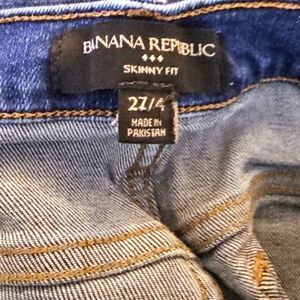 BANANA REPUBLIC
SKINNY FIT
27/4
MADE IN
PAKISTAN